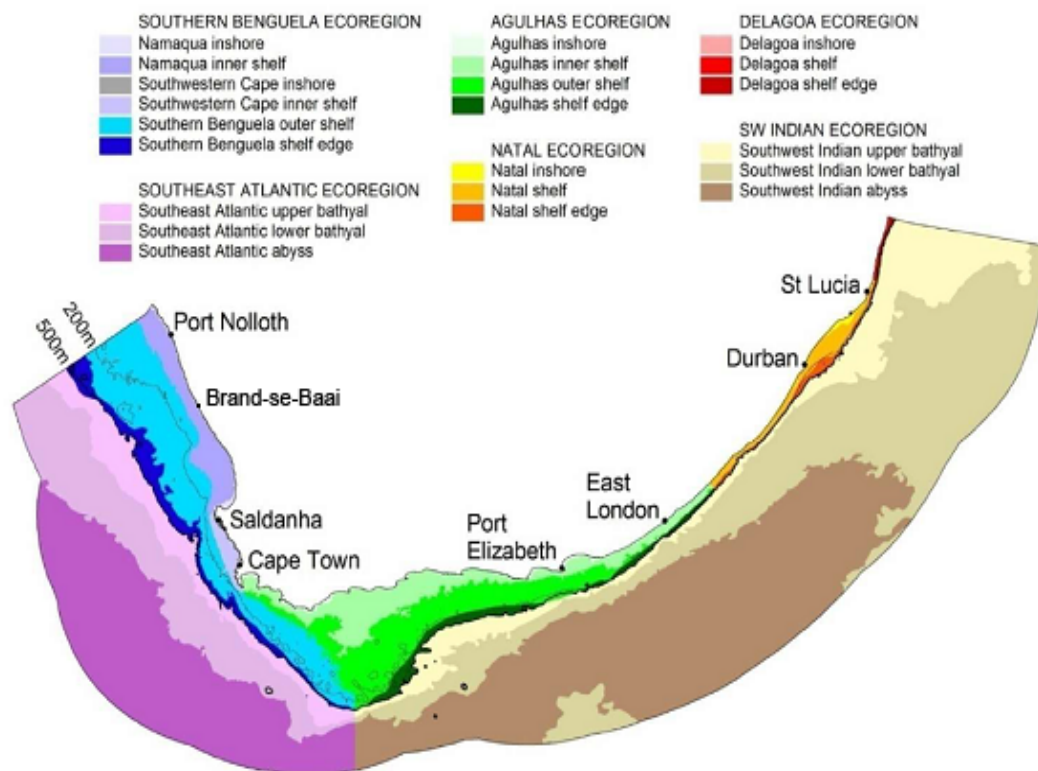 SOUTHERN BENGUELA ECOREGION
Namaqua inshore
Namaqua inner shelf
Southwestern Cape inshore
Southwestern Cape inner shelf
Southern Benguela outer shelf
Southern Benguela shelf edge
SOUTHEAST ATLANTIC ECOREGION
Southeast Atlantic upper bathyal
Southeast Atlantic lower bathyal
Southeast Atlantic abyss
AGULHAS ECOREGION
Agulhas inshore
Agulhas inner shelf
Agulhas outer shelf
Agulhas shelf edge
NATAL ECOREGION
Natal inshore
Natal shelf
Natal shelf edge
DELAGOA ECOREGION
Delagoa inshore
Delagoa shelf
Delagoa shelf edge
SW INDIAN ECOREGION
Southwest Indian upper bathyal
Southwest Indian lower bathyal
Southwest Indian abyss
St Lucia
200m
500m
Port Nolloth
Durban
Brand-se-Baai
East
London
Saldanha
Port
Elizabeth
Cape Town